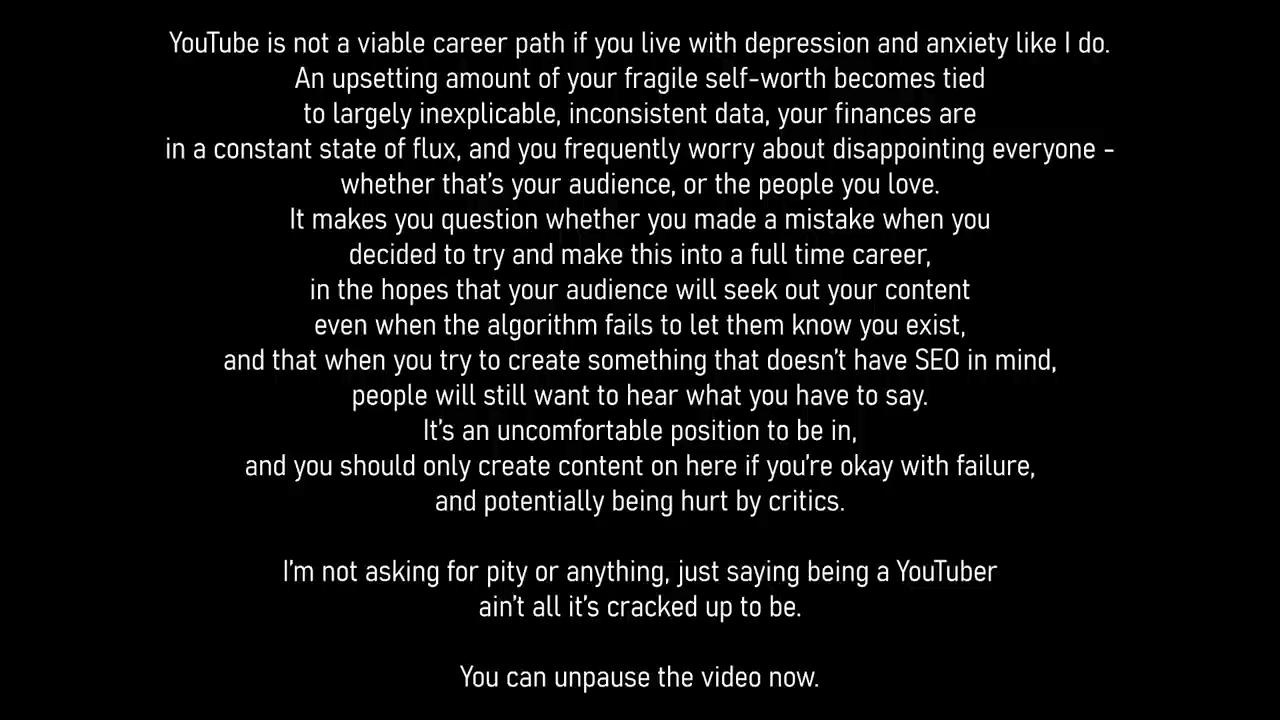 YouTube is not a viable career path if you live with depression and anxiety like I do.
An upsetting amount of your fragile self-worth becomes tied
to largely inexplicable, inconsistent data, your finances are
in a constant state of flux, and you frequently worry about disappointing everyone -
whether that's your audience, or the people you love.
It makes you question whether you made a mistake when you
decided to try and make this into a full time career,
in the hopes that your audience will seek out your content
even when the algorithm fails to let them know you exist,
and that when you try to create something that doesn't have SEO in mind,
people will still want to hear what you have to say.
It's an uncomfortable position to be in,
and you should only create content on here if you're okay with failure,
and potentially being hurt by critics.
I'm not asking for pity or anything, just saying being a YouTuber
ain't all it's cracked up to be.
You can unpause the video now.